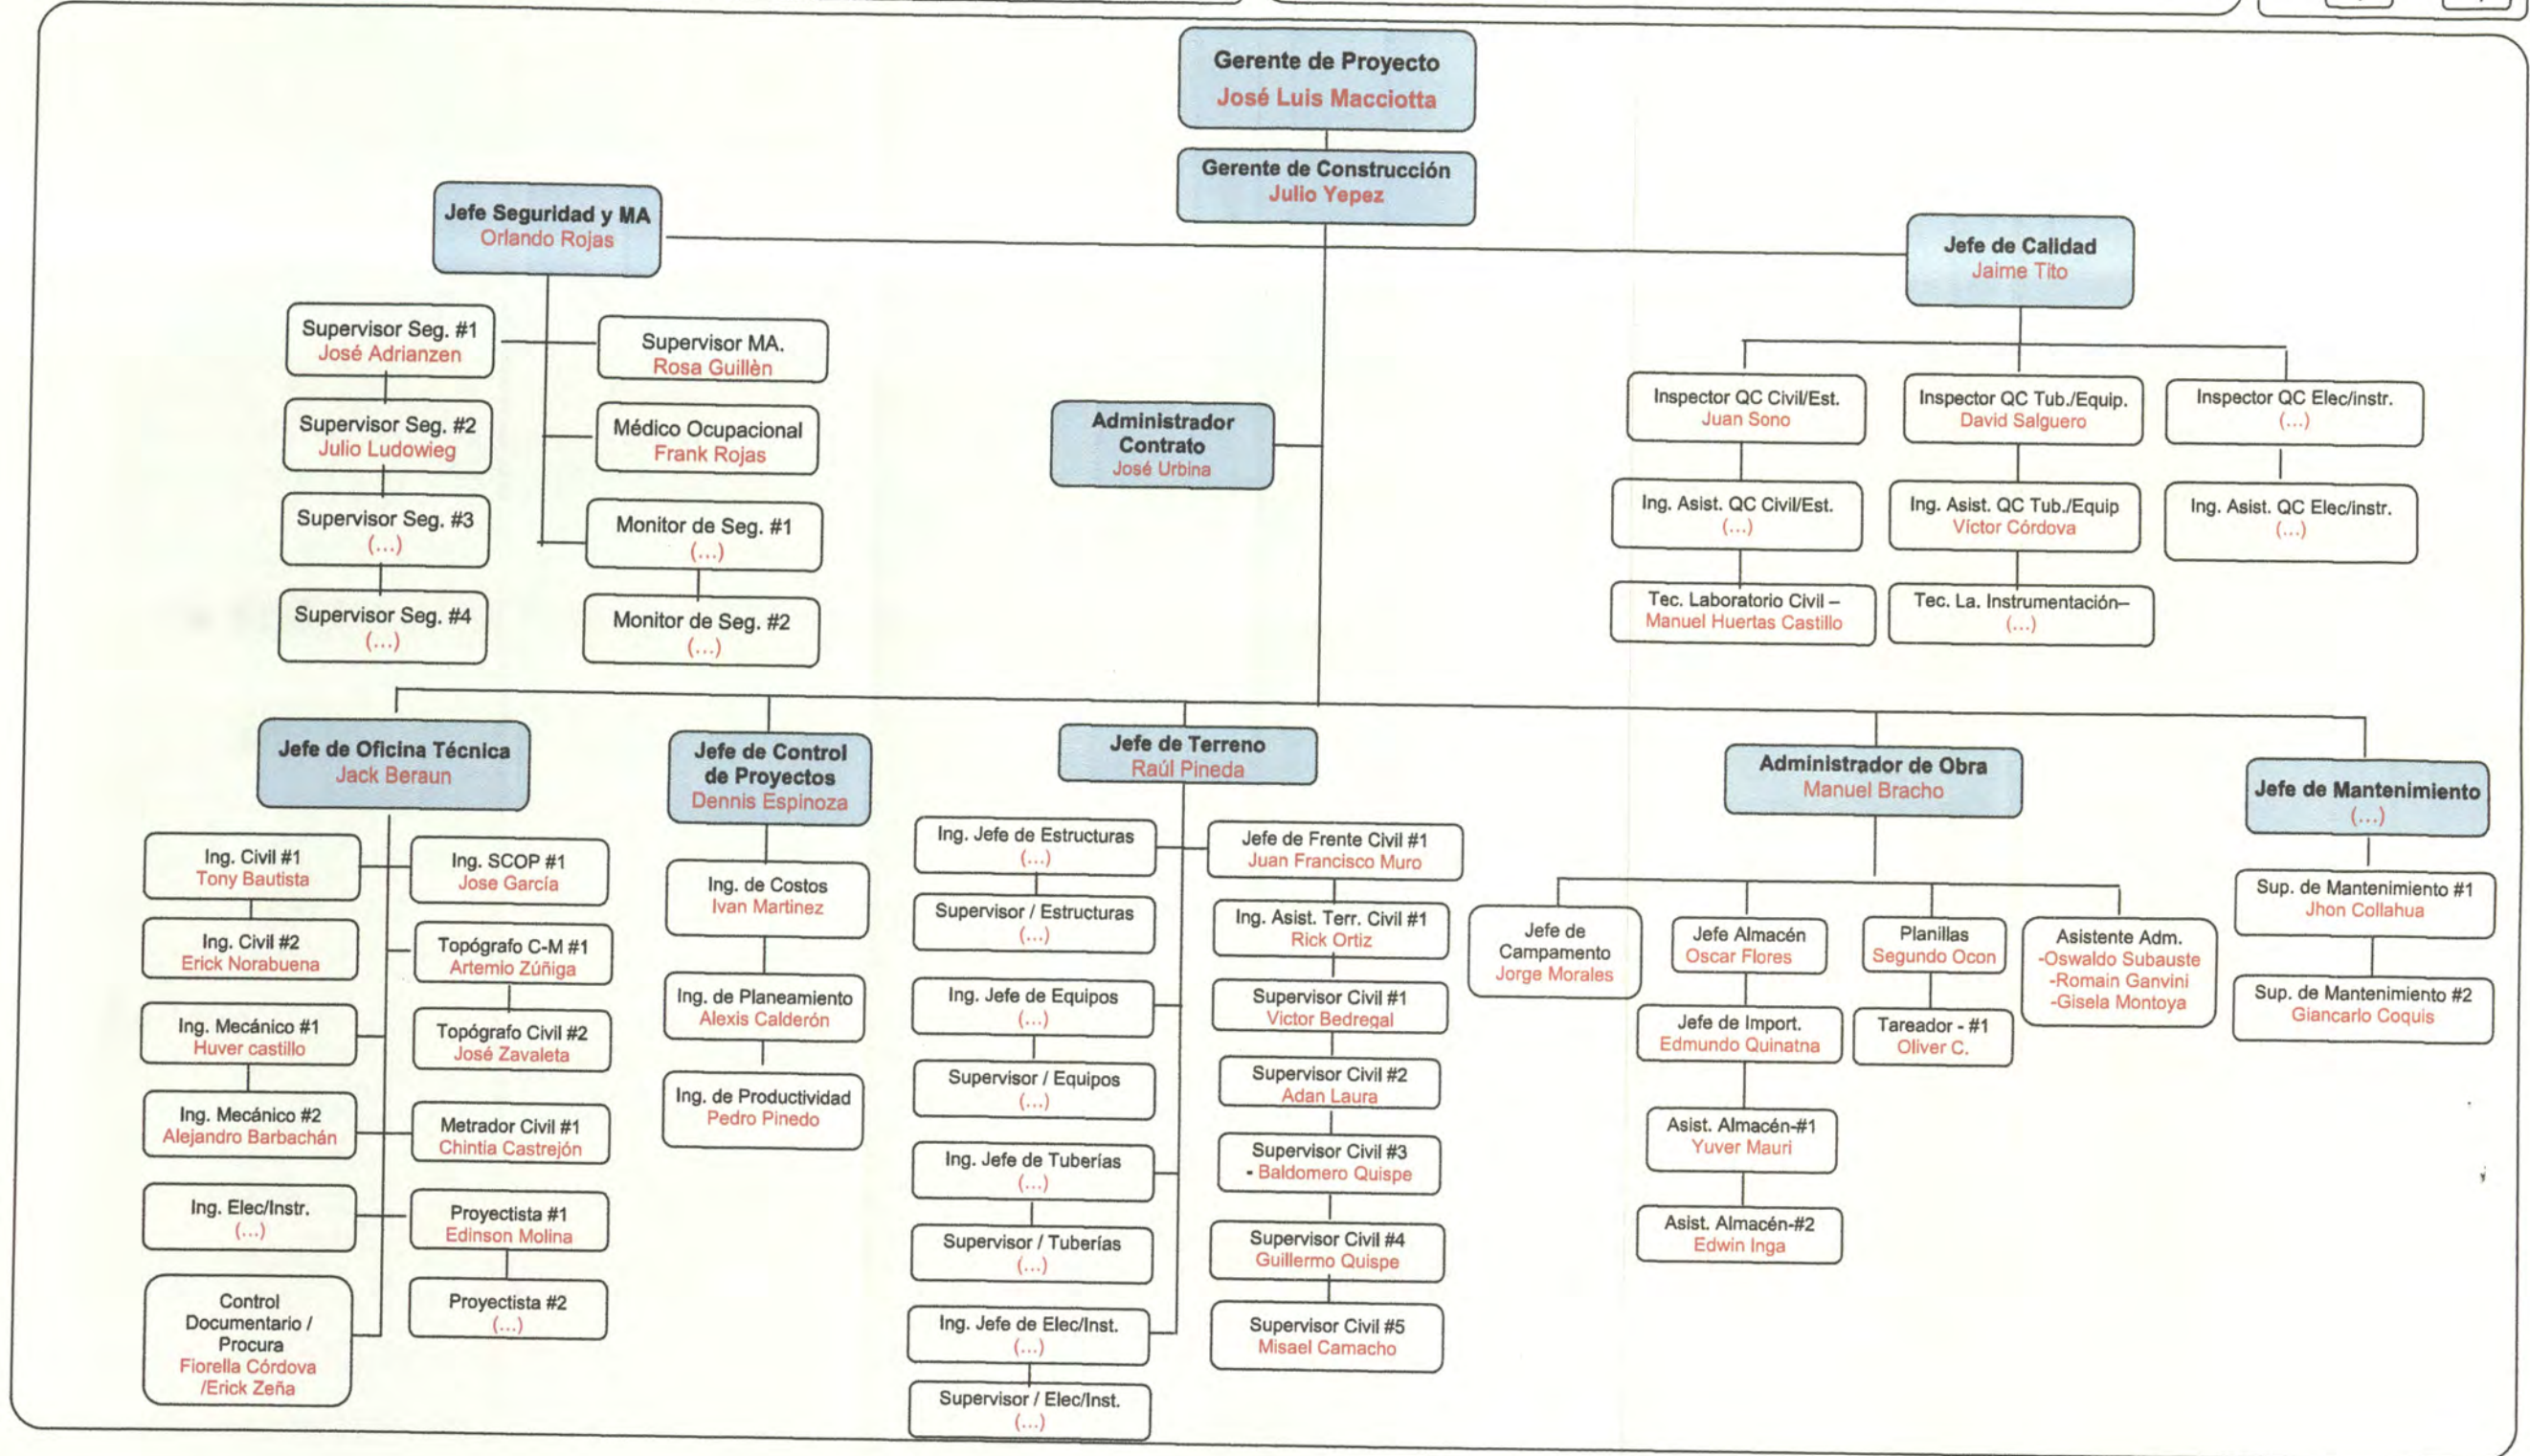 Gerente de Proyecto
José Luis Macciotta
Gerente de Construcción
Julio Yepez
Jefe Seguridad y MA
Orlando Rojas
Jefe de Calidad
Jaime Tito
Supervisor Seg. #1
José Adrianzen
Supervisor MA.
Rosa Guillèn
Supervisor Seg. #2
Julio Ludowieg
Médico Ocupacional
Frank Rojas
Supervisor Seg. #3
(...)
Monitor de Seg. #1
(...)
Supervisor Seg. #4
(...)
Monitor de Seg. #2
(...)
Administrador
Contrato
José Urbina
Inspector QC Civil/Est.
Juan Sono
Inspector QC Tub./Equip.
David Salguero
Inspector QC Elec/instr.
(...)
Ing. Asist. QC Civil/Est.
(...)
Ing. Asist. QC Tub./Equip
Víctor Córdova
Ing. Asist. QC Elec/instr.
(...)
Tec. Laboratorio Civil –
Manuel Huertas Castillo
Tec. La. Instrumentación–
(...)
Jefe de Oficina Técnica
Jack Beraun
Jefe de Control
de Proyectos
Dennis Espinoza
Jefe de Terreno
Raúl Pineda
Administrador de Obra
Manuel Bracho
Jefe de Mantenimiento
(...)
Ing. Civil #1
Tony Bautista
Ing. SCOP #1
Jose García
Ing. Civil #2
Erick Norabuena
Topógrafo C-M #1
Artemio Zúñiga
Ing. Mecánico #1
Huver castillo
Topógrafo Civil #2
José Zavaleta
Ing. Mecánico #2
Alejandro Barbachán
Metrador Civil #1
Chintia Castrejón
Ing. Elec/Instr.
(...)
Proyectista #1
Edinson Molina
Control
Documentario /
Procura
Fiorella Córdova
/Erick Zeña
Proyectista #2
(...)
Ing. de Costos
Ivan Martinez
Ing. de Planeamiento
Alexis Calderón
Ing. de Productividad
Pedro Pinedo
Ing. Jefe de Estructuras
(...)
Jefe de Frente Civil #1
Juan Francisco Muro
Supervisor / Estructuras
(...)
Ing. Asist. Terr. Civil #1
Rick Ortiz
Ing. Jefe de Equipos
(...)
Supervisor Civil #1
Victor Bedregal
Supervisor / Equipos
(...)
Supervisor Civil #2
Adan Laura
Ing. Jefe de Tuberías
(...)
Supervisor Civil #3
- Baldomero Quispe
Supervisor / Tuberías
(...)
Supervisor Civil #4
Guillermo Quispe
Ing. Jefe de Elec/Inst.
(...)
Supervisor Civil #5
Misael Camacho
Supervisor / Elec/Inst.
(...)
Jefe de
Campamento
Jorge Morales
Jefe Almacén
Oscar Flores
Planillas
Segundo Ocon
Asistente Adm.
-Oswaldo Subauste
-Romain Ganvini
-Gisela Montoya
Jefe de Import.
Edmundo Quinatna
Tareador - #1
Oliver C.
Asist. Almacén-#1
Yuver Mauri
Asist. Almacén-#2
Edwin Inga
Sup. de Mantenimiento #1
Jhon Collahua
Sup. de Mantenimiento #2
Giancarlo Coquis